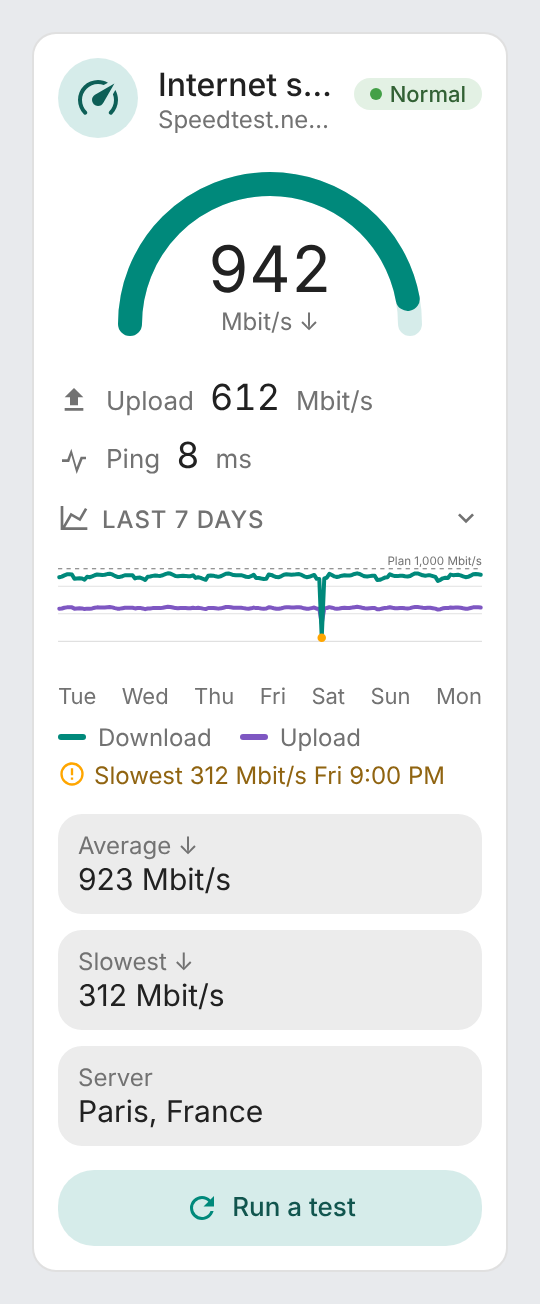 Internet s...
Speedtest.ne...
Normal
942
Mbit/s ↓
Upload 612 Mbit/s
Ping 8 ms
LAST 7 DAYS
Plan 1,000 Mbit/s
Tue Wed Thu Fri Sat Sun Mon
Download Upload
Slowest 312 Mbit/s Fri 9:00 PM
Average ↓
923 Mbit/s
Slowest ↓
312 Mbit/s
Server
Paris, France
Run a test